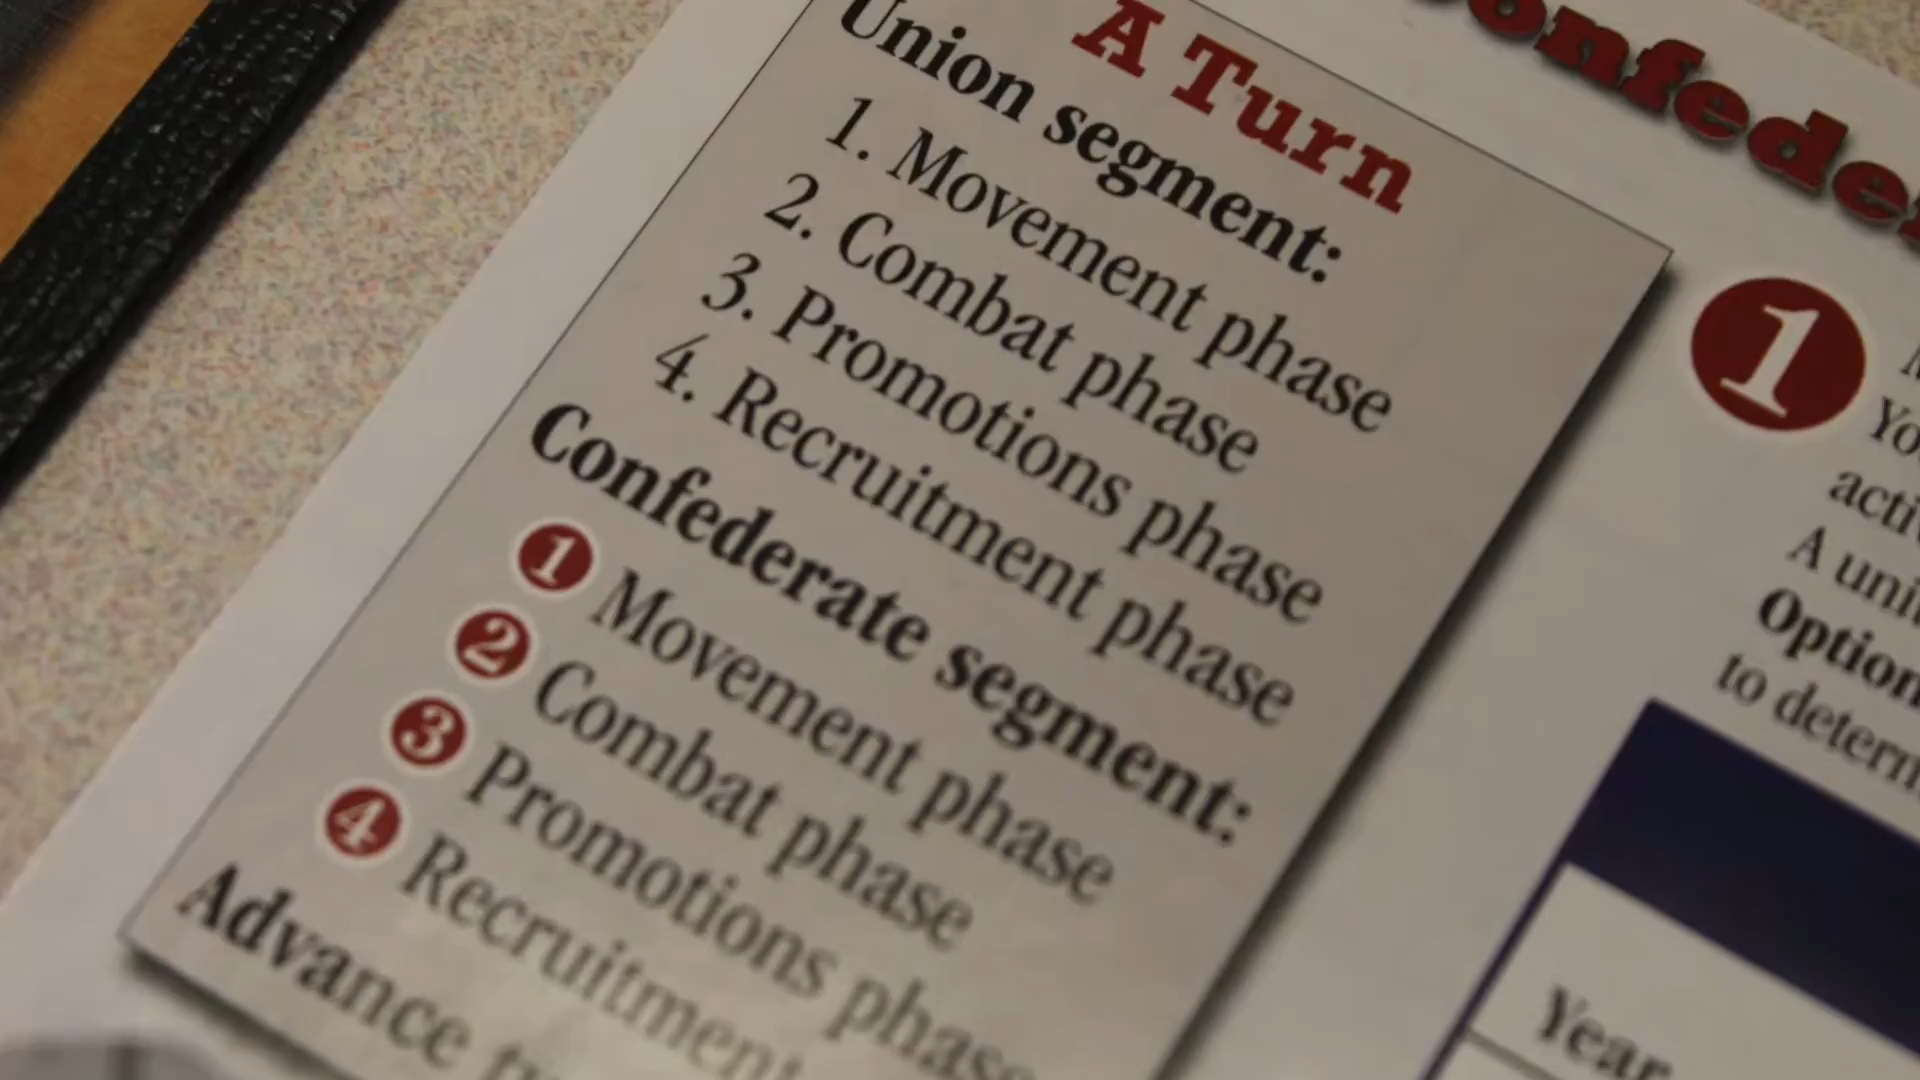 A Turn
Union segment:
1. Movement phase
2. Combat phase
3. Promotions phase
4. Recruitment phase
Confederate segment:
1 Movement phase
2 Combat phase
3 Promotions phase
4 Recruitment
Advance
1
A
Option
to
Year